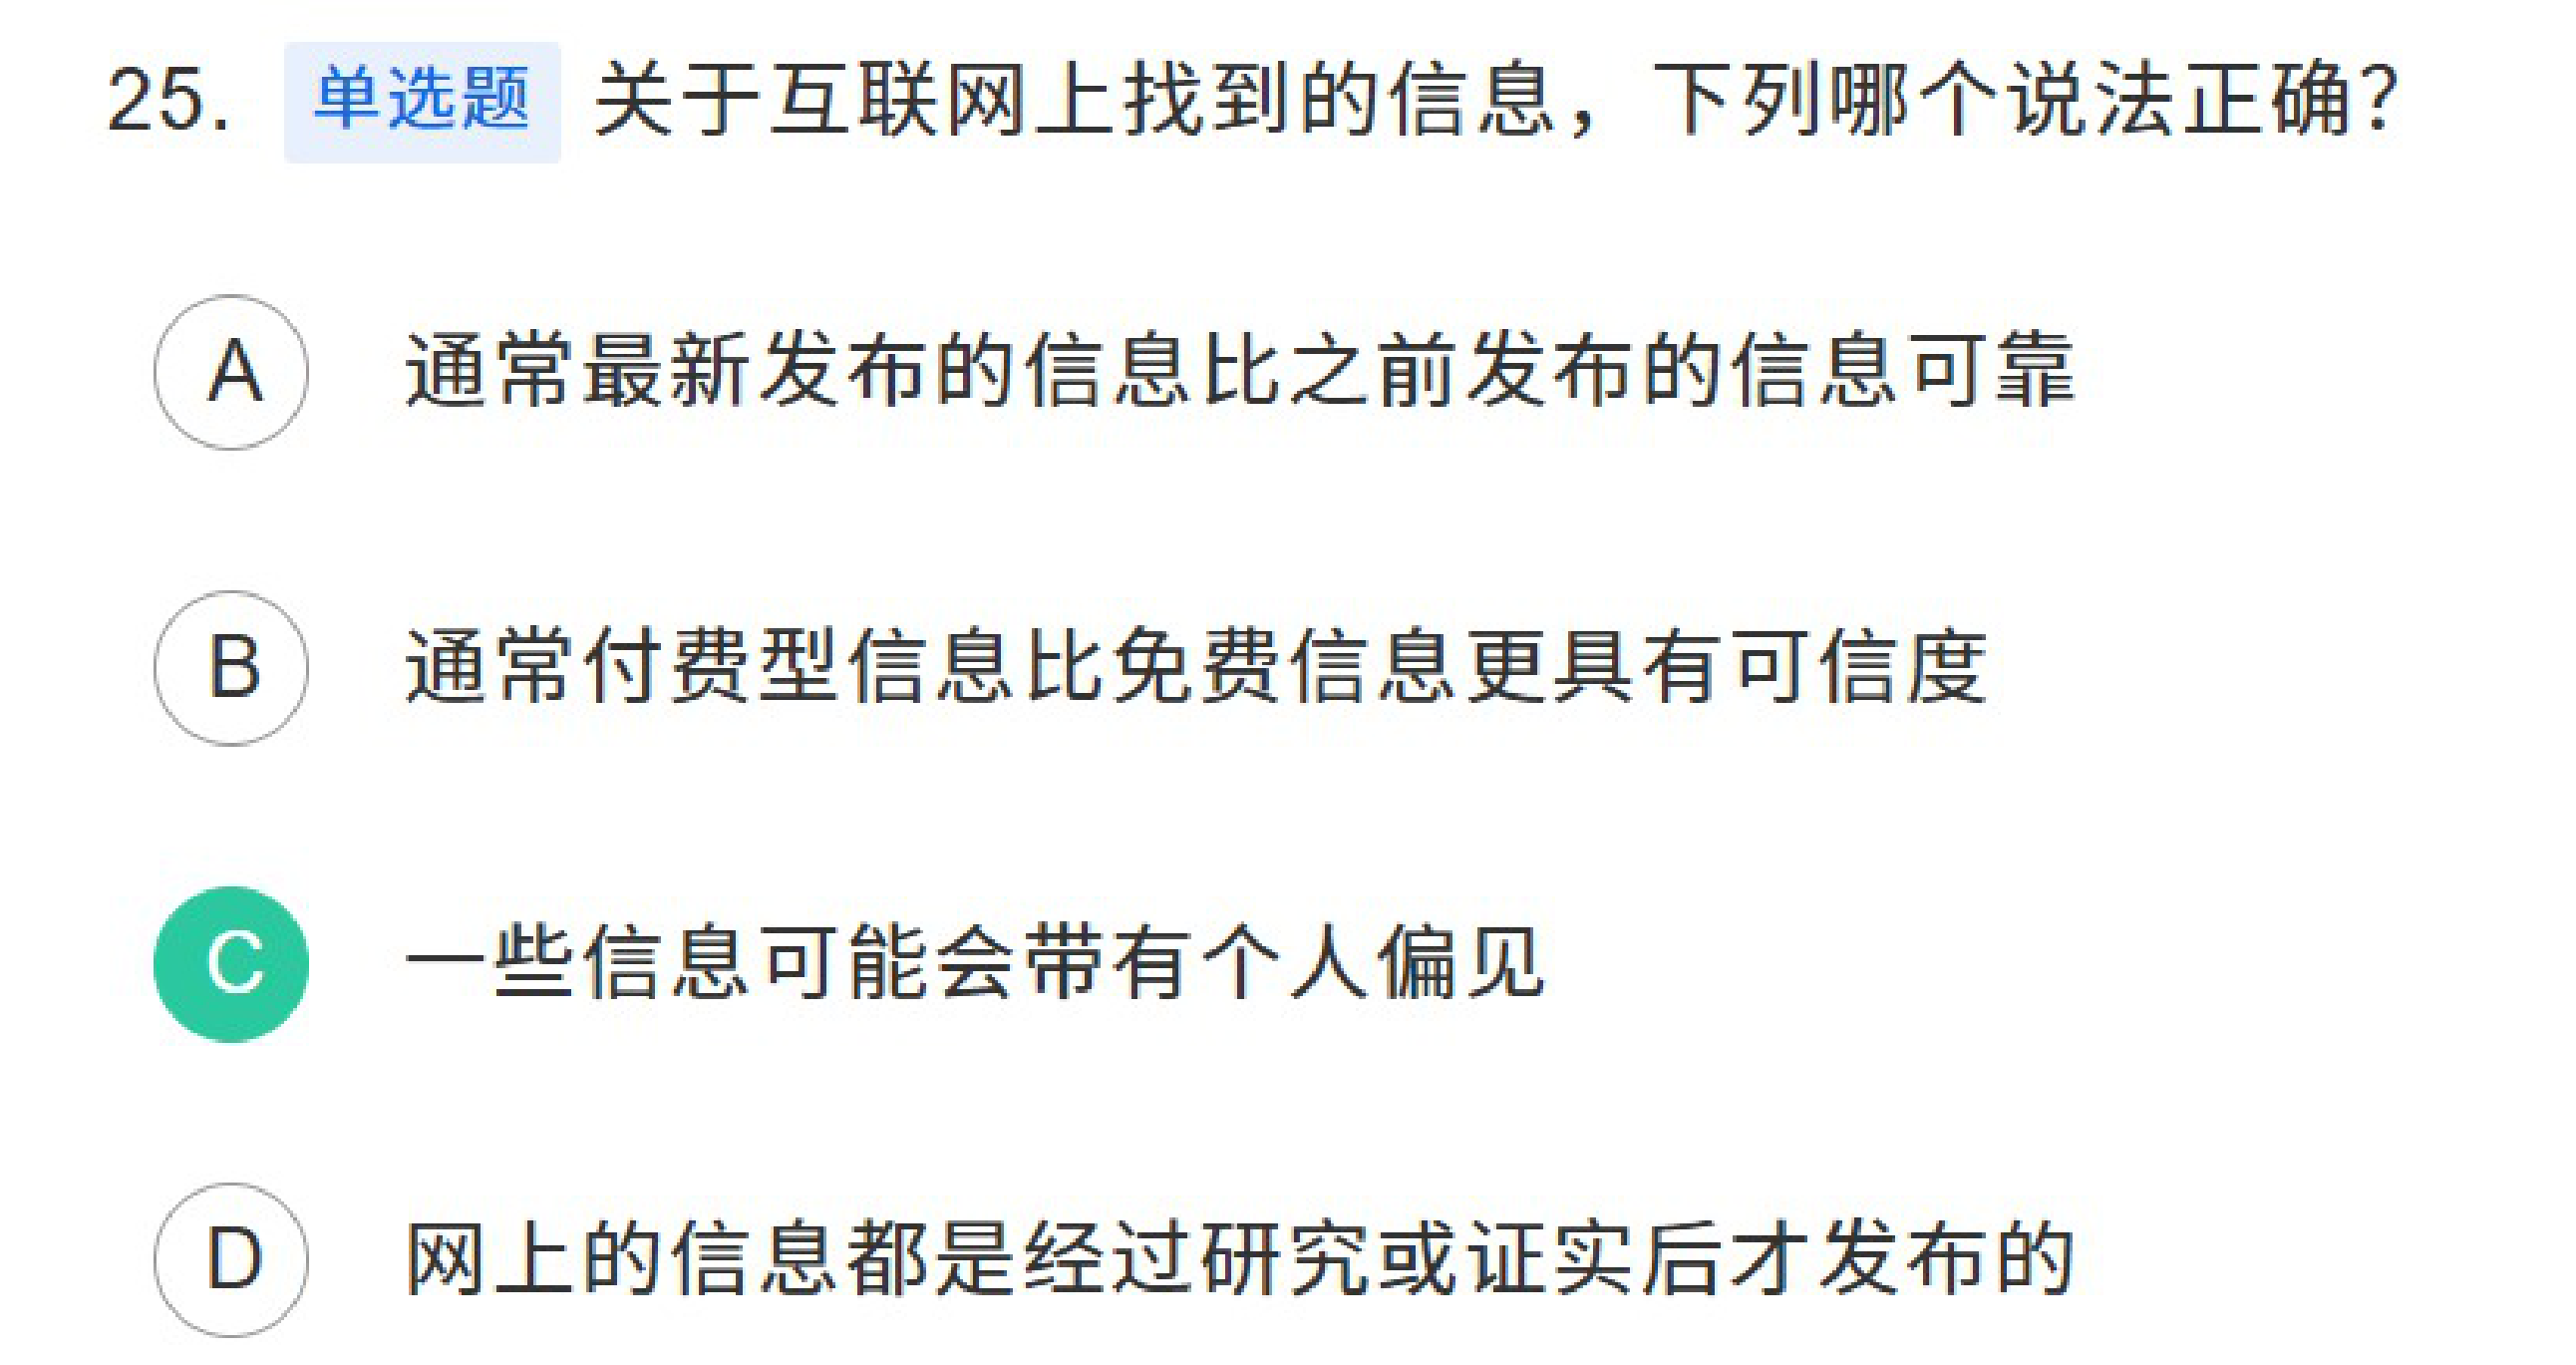 25. 单选题 关于互联网上找到的信息，下列哪个说法正确？
A 通常最新发布的信息比之前发布的信息可靠
B 通常付费型信息比免费信息更具有可信度
C 一些信息可能会带有个人偏见
D 网上的信息都是经过研究或证实后才发布的